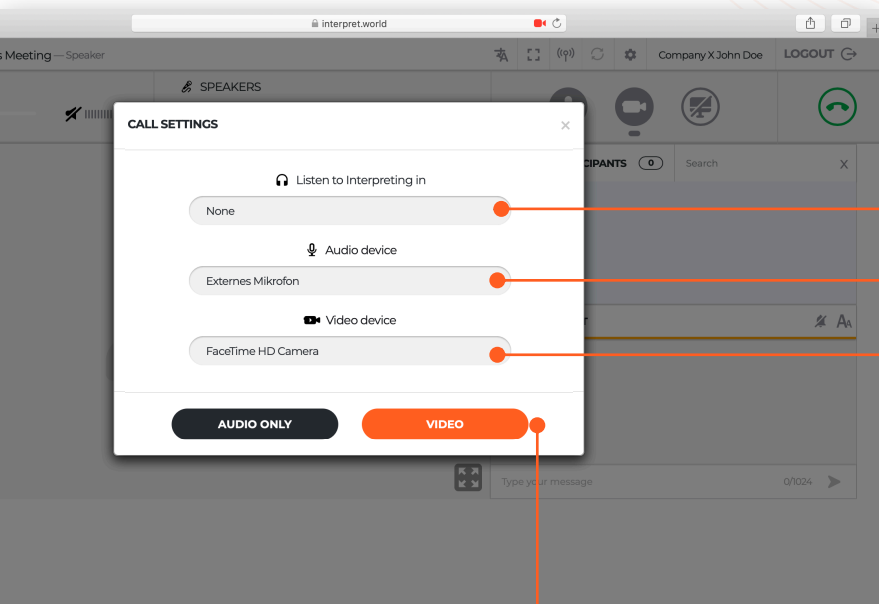 interpret.world
s Meeting — Speaker
Company X John Doe
LOGOUT
SPEAKERS
CALL SETTINGS
×
CIPANTS 0 Search X
Listen to Interpreting in
None
Audio device
Externes Mikrofon
Video device
r
AA
FaceTime HD Camera
AUDIO ONLY
VIDEO
Type your message
0/1024